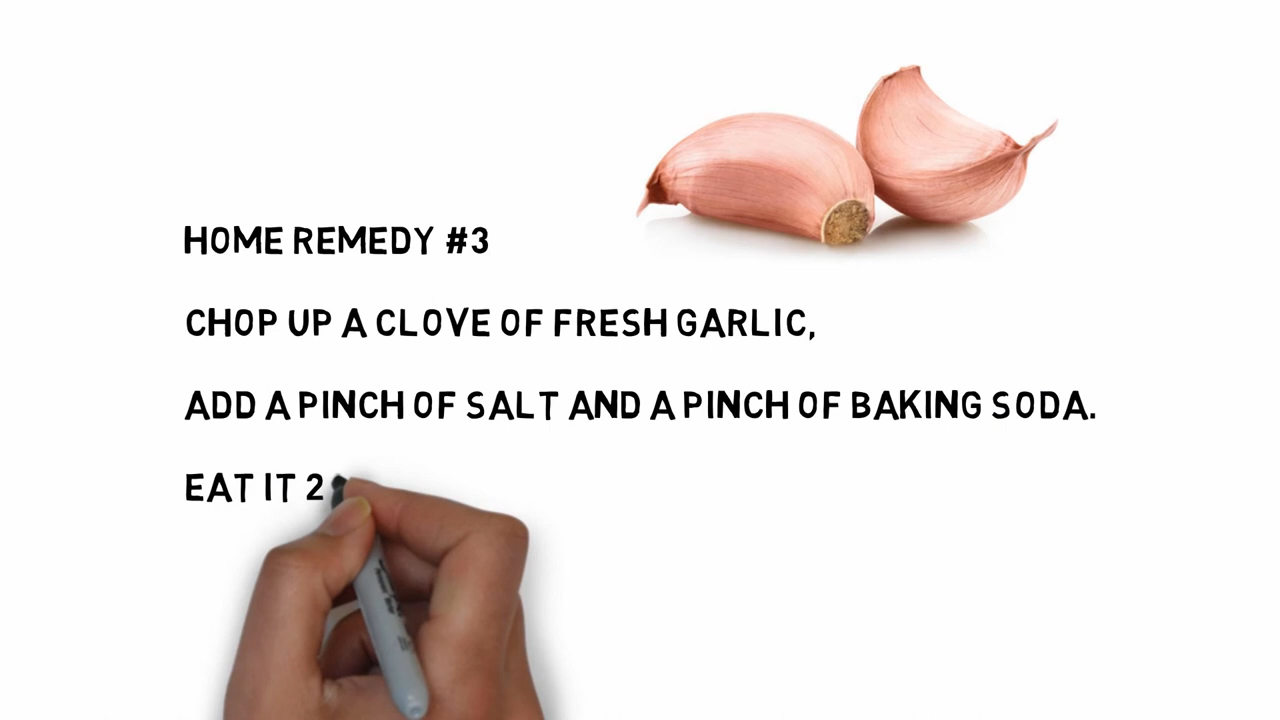 HOME REMEDY #3
CHOP UP A CLOVE OF FRESH GARLIC,
ADD A PINCH OF SALT AND A PINCH OF BAKING SODA.
EAT IT 2